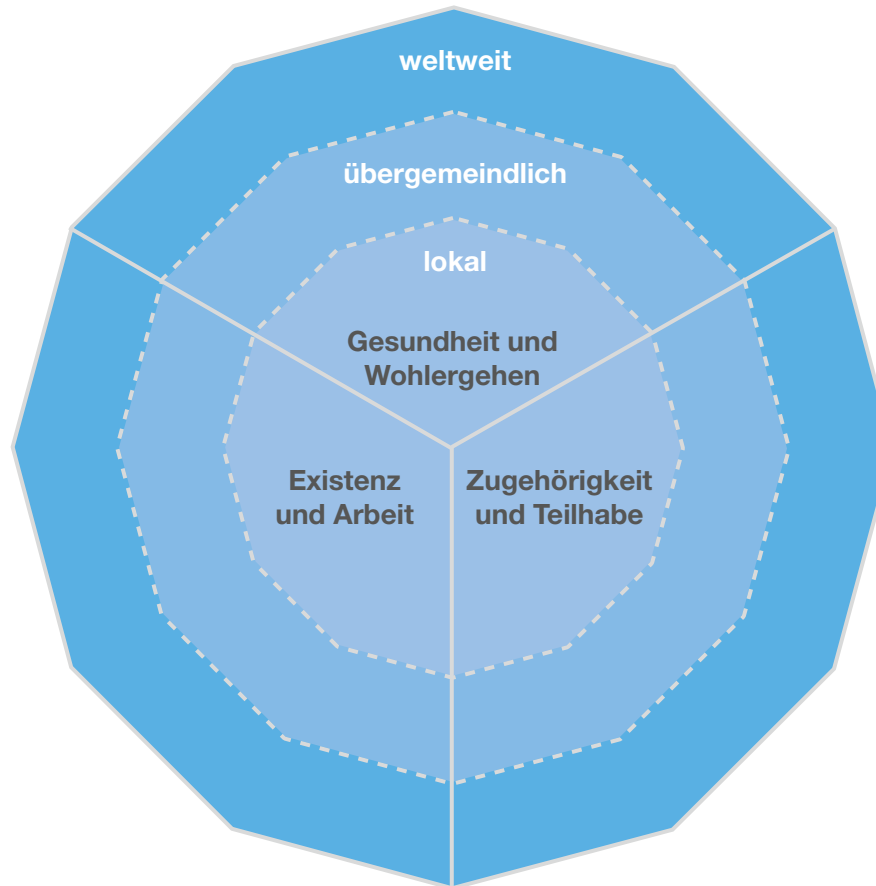 weltweit
übergemeindlich
lokal
Gesundheit und
Wohlergehen
Existenz
und Arbeit
Zugehörigkeit
und Teilhabe